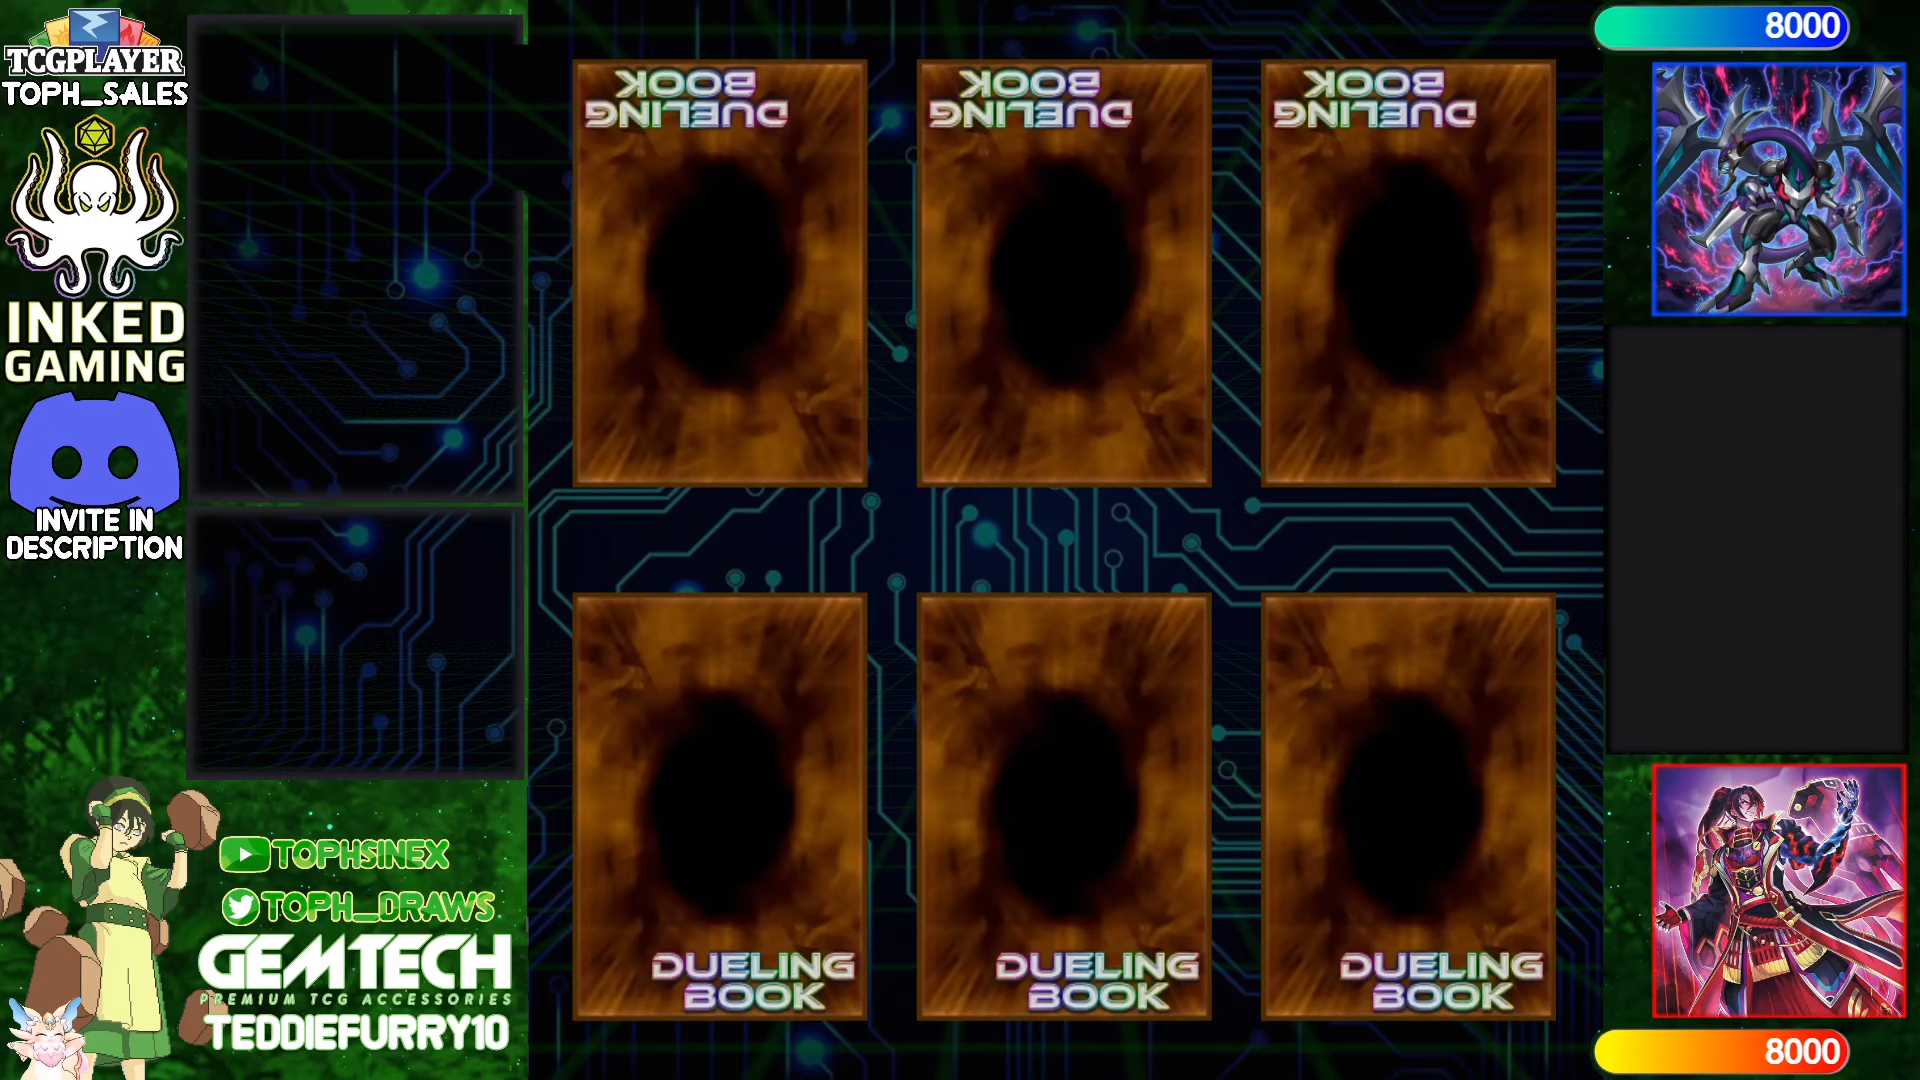 TCGPLAYER
TOPH_SALES
INKED
GAMING
INVITE IN
DESCRIPTION
TOPHSINEX
TOPH_DRAWS
GEMTECH
PREMIUM TCG ACCESSORIES
TEDDIEFURRY10
DUELING
BOOK
DUELING
BOOK
DUELING
BOOK
DUELING
BOOK
DUELING
BOOK
DUELING
BOOK
8000
8000